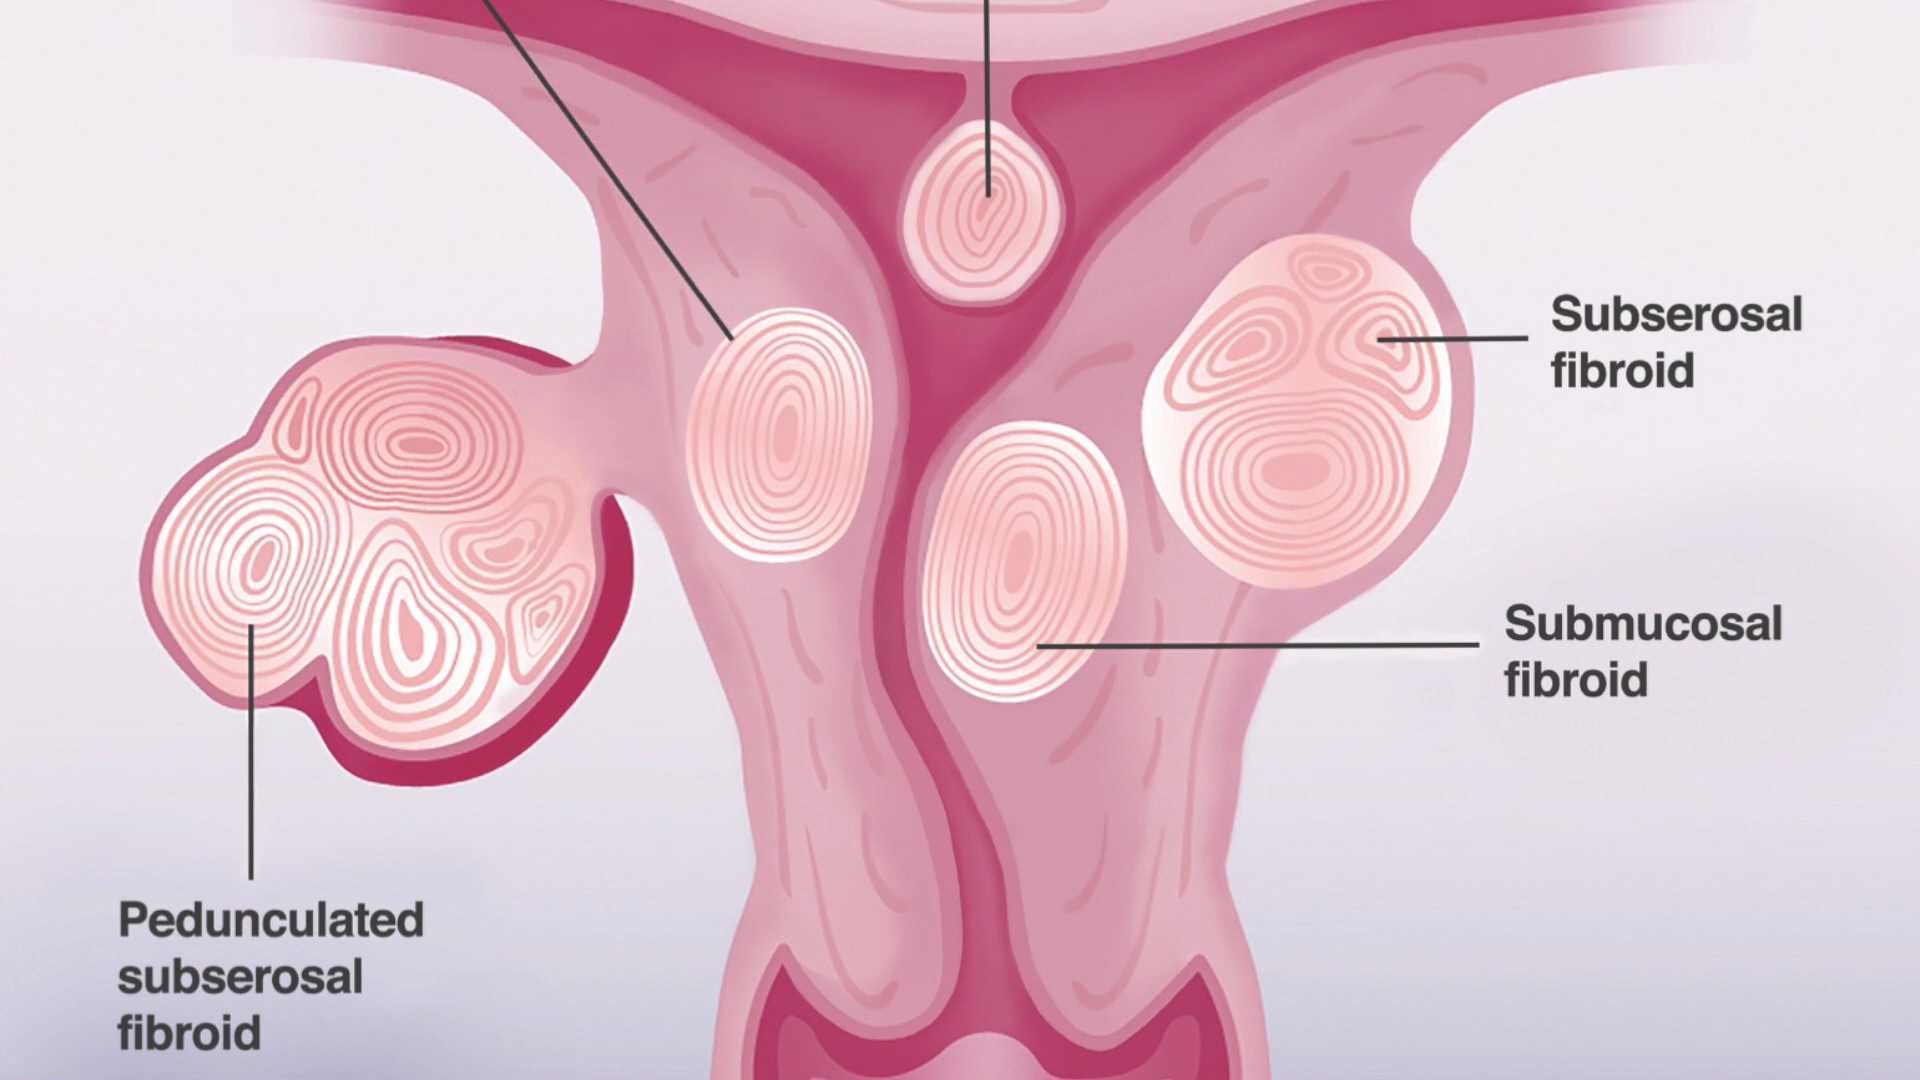 Subserosal
fibroid
Submucosal
fibroid
Pedunculated
subserosal
fibroid